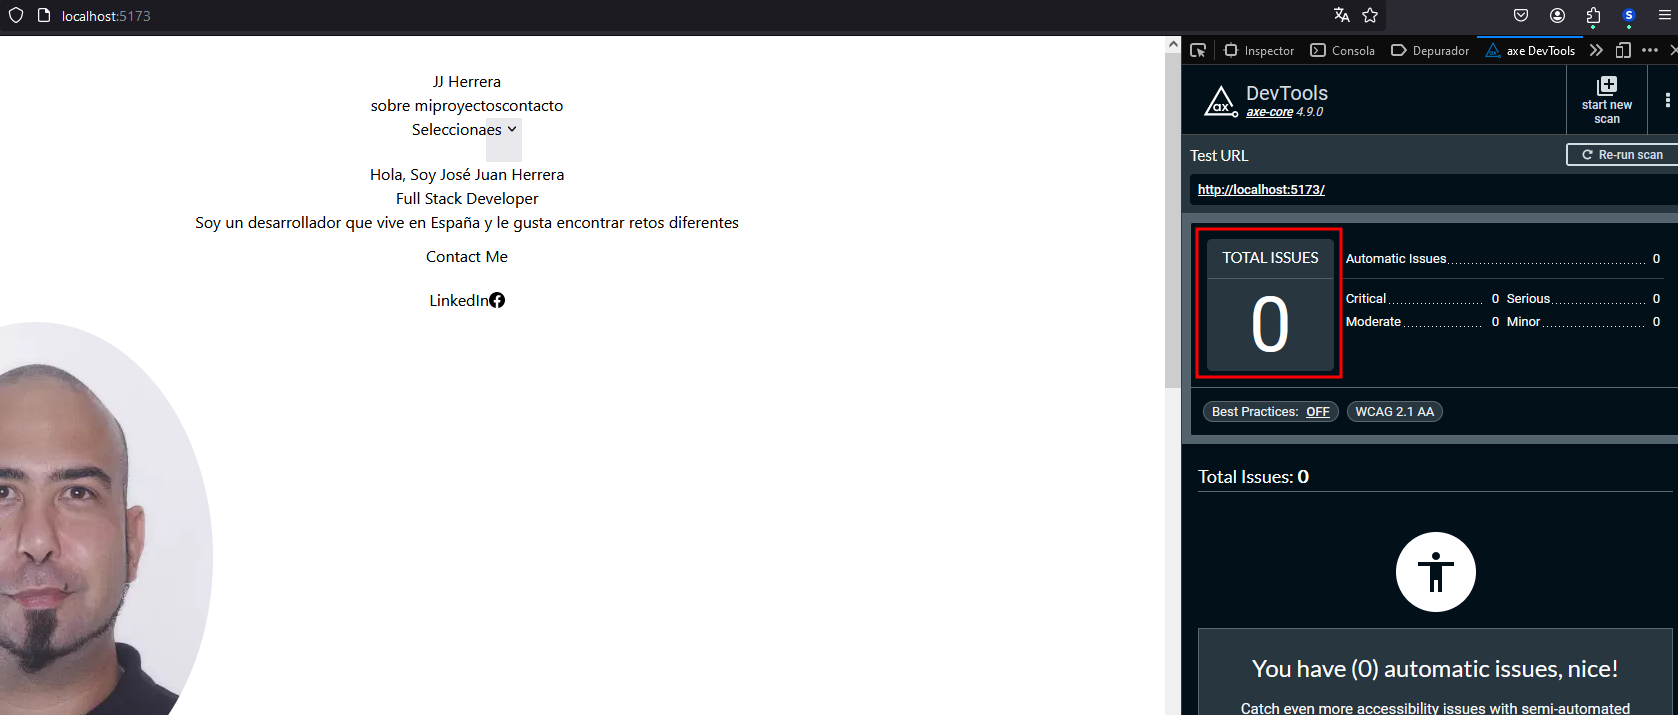 localhost:5173
JJ Herrera
sobre miproyectoscontacto
Seleccionaes
Hola, Soy José Juan Herrera
Full Stack Developer
Soy un desarrollador que vive en España y le gusta encontrar retos diferentes
Contact Me
LinkedIn
Inspector Consola Depurador axe DevTools
ax DevTools
axe-core 4.9.0
start new
scan
Test URL
Re-run scan
http://localhost:5173/
TOTAL ISSUES
0
Automatic Issues 0
Critical 0 Serious 0
Moderate 0 Minor 0
Best Practices: OFF WCAG 2.1 AA
Total Issues: 0
You have (0) automatic issues, nice!
Catch even more accessibility issues with semi-automated